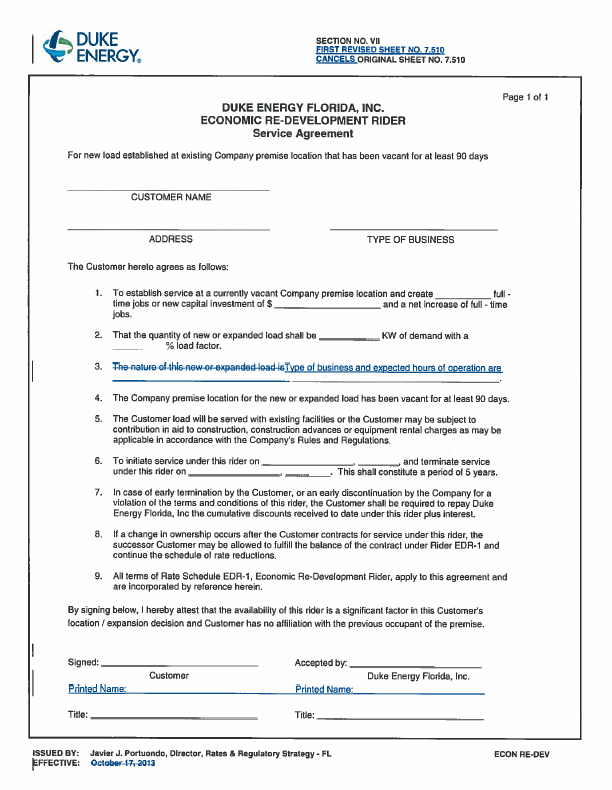 DUKE
ENERGY®
SECTION NO. VII
FIRST REVISED SHEET NO. 7.510
CANCELS ORIGINAL SHEET NO. 7.510
Page 1 of 1
DUKE ENERGY FLORIDA, INC.
ECONOMIC RE-DEVELOPMENT RIDER
Service Agreement
For new load established at existing Company premise location that has been vacant for at least 90 days
CUSTOMER NAME
ADDRESS TYPE OF BUSINESS
The Customer hereto agrees as follows:
1. To establish service at a currently vacant Company premise location and create __________ full -
time jobs or new capital investment of $ ____________________ and a net increase of full - time
jobs.
2. That the quantity of new or expanded load shall be ___________ KW of demand with a
______ % load factor.
3. The nature of this new or expanded load isType of business and expected hours of operation are
______________________________________________.
4. The Company premise location for the new or expanded load has been vacant for at least 90 days.
5. The Customer load will be served with existing facilities or the Customer may be subject to
contribution in aid to construction, construction advances or equipment rental charges as may be
applicable in accordance with the Company's Rules and Regulations.
6. To initiate service under this rider on _________________, _______, and terminate service
under this rider on _________________, ________. This shall constitute a period of 5 years.
7. In case of early termination by the Customer, or an early discontinuation by the Company for a
violation of the terms and conditions of this rider, the Customer shall be required to repay Duke
Energy Florida, Inc the cumulative discounts received to date under this rider plus interest.
8. If a change in ownership occurs after the Customer contracts for service under this rider, the
successor Customer may be allowed to fulfill the balance of the contract under Rider EDR-1 and
continue the schedule of rate reductions.
9. All terms of Rate Schedule EDR-1, Economic Re-Development Rider, apply to this agreement and
are incorporated by reference herein.
By signing below, I hereby attest that the availability of this rider is a significant factor in this Customer's
location / expansion decision and Customer has no affiliation with the previous occupant of the premise.
Signed: ____________________________ Accepted by: ________________________
Customer Duke Energy Florida, Inc.
Printed Name: Printed Name:
Title: ______________________________ Title: ______________________________
ISSUED BY: Javier J. Portuondo, Director, Rates & Regulatory Strategy - FL ECON RE-DEV
EFFECTIVE: October 17, 2013